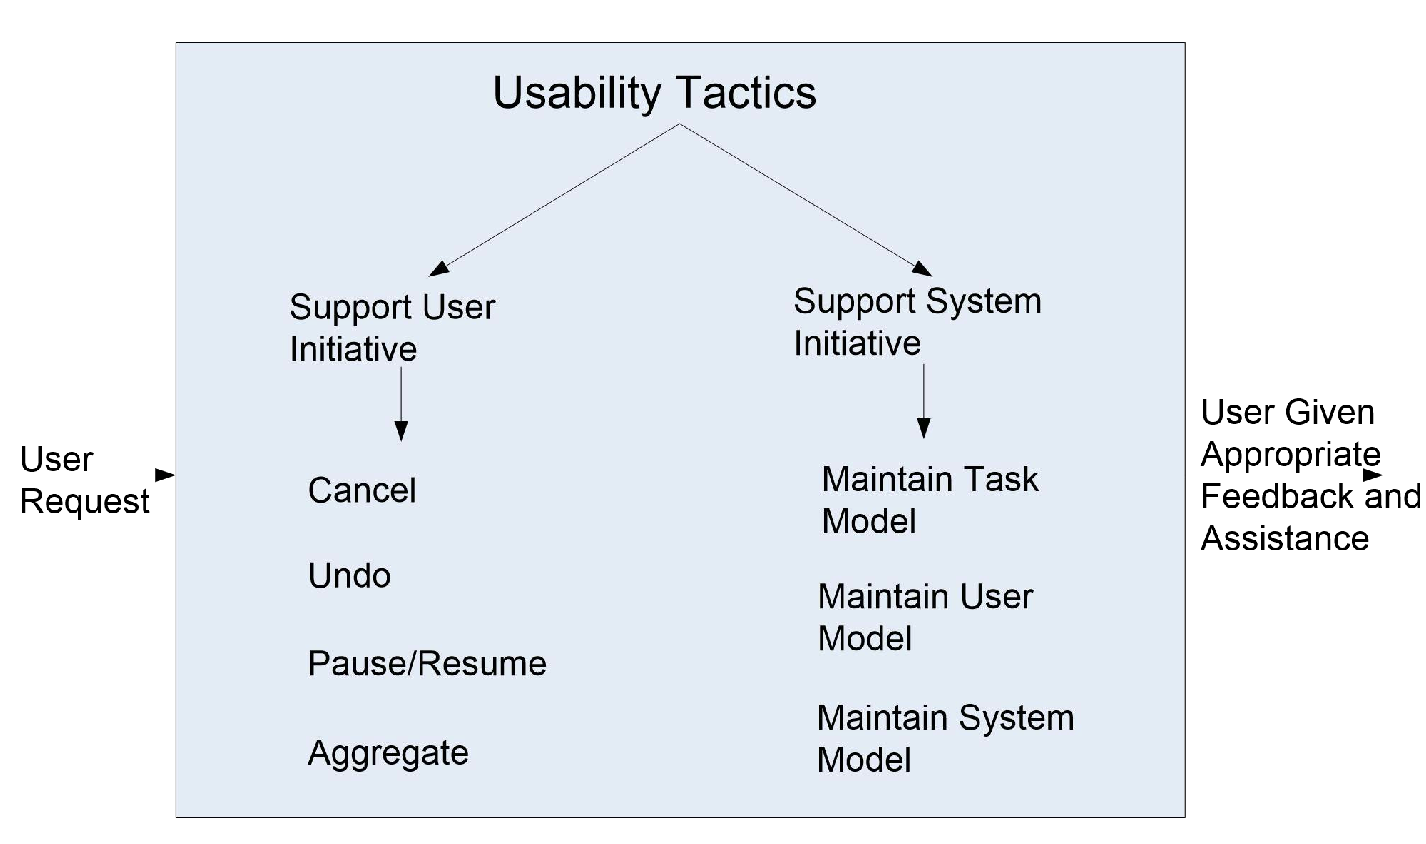 Usability Tactics
Support User
Initiative
Support System
Initiative
User
Request
Cancel
Undo
Pause/Resume
Aggregate
Maintain Task
Model
Maintain User
Model
Maintain System
Model
User Given
Appropriate
Feedback and
Assistance